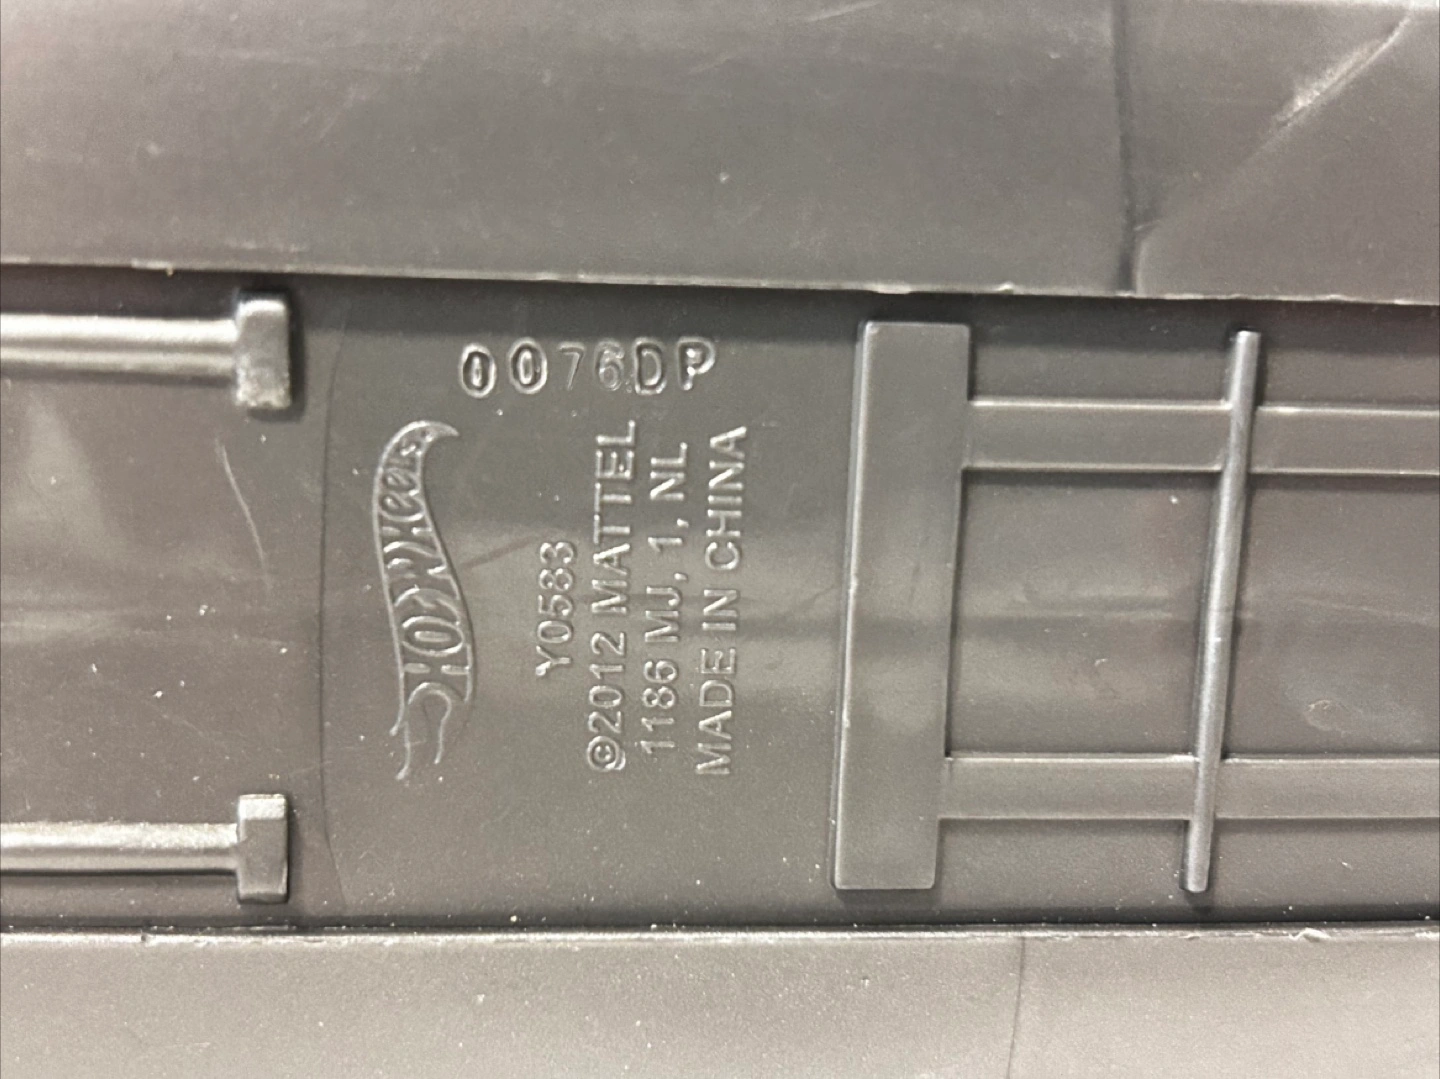 0076DP
Hot Wheels
Y0583
©2012 MATTEL
1186 MJ, 1, NL
MADE IN CHINA